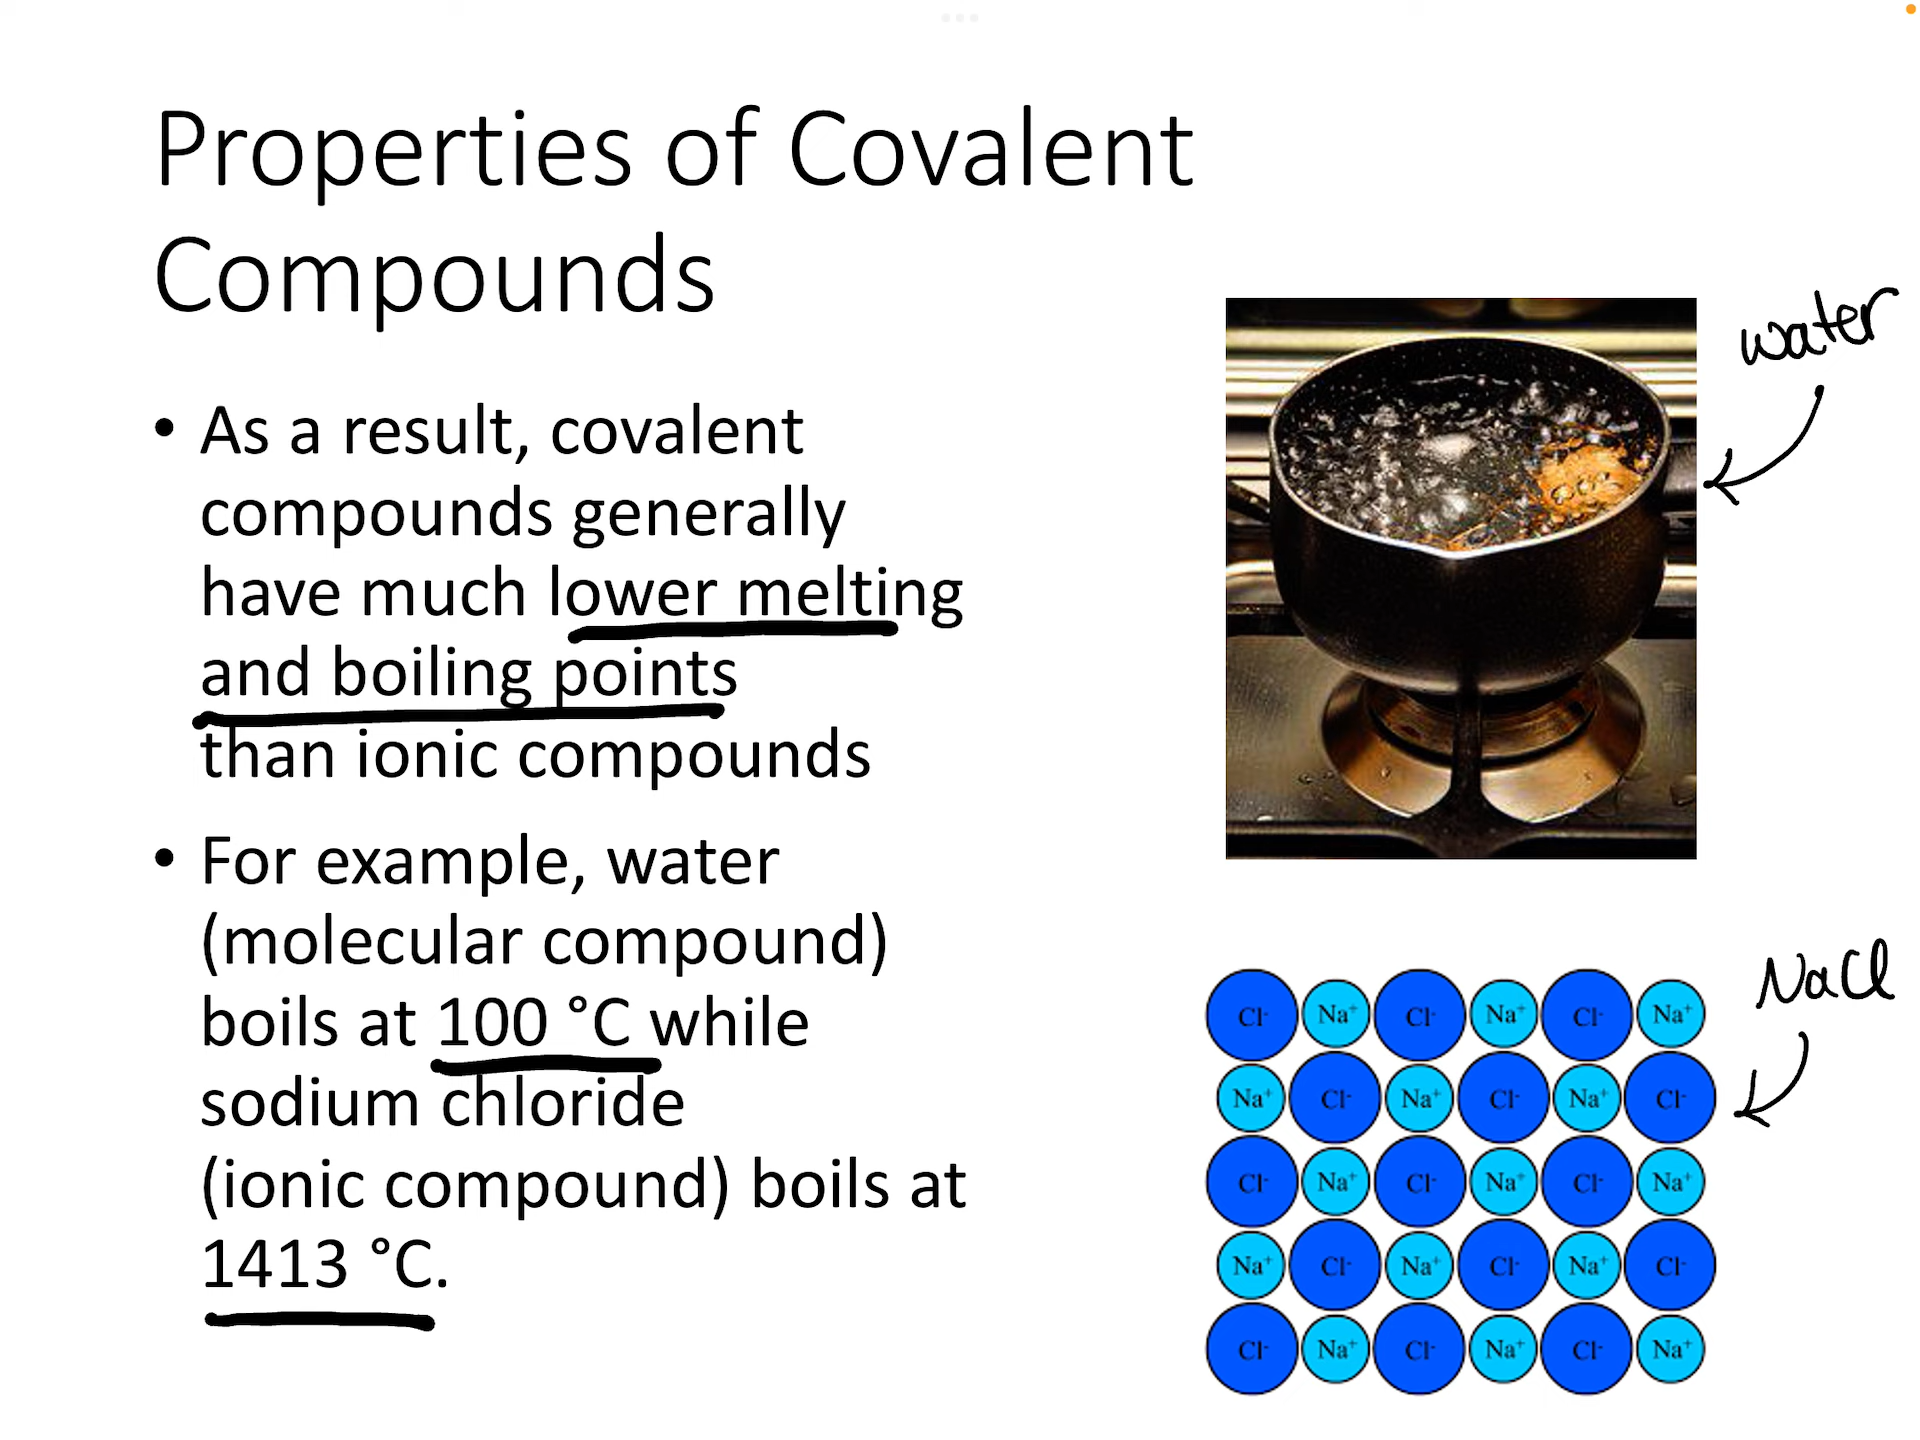 Properties of Covalent
Compounds
• As a result, covalent
compounds generally
have much lower melting
and boiling points
than ionic compounds
• For example, water
(molecular compound)
boils at 100 °C while
sodium chloride
(ionic compound) boils at
1413 °C.
water
NaCl
Cl⁻ Na⁺ Cl⁻ Na⁺ Cl⁻ Na⁺
Na⁺ Cl⁻ Na⁺ Cl⁻ Na⁺ Cl⁻
Cl⁻ Na⁺ Cl⁻ Na⁺ Cl⁻ Na⁺
Na⁺ Cl⁻ Na⁺ Cl⁻ Na⁺ Cl⁻
Cl⁻ Na⁺ Cl⁻ Na⁺ Cl⁻ Na⁺